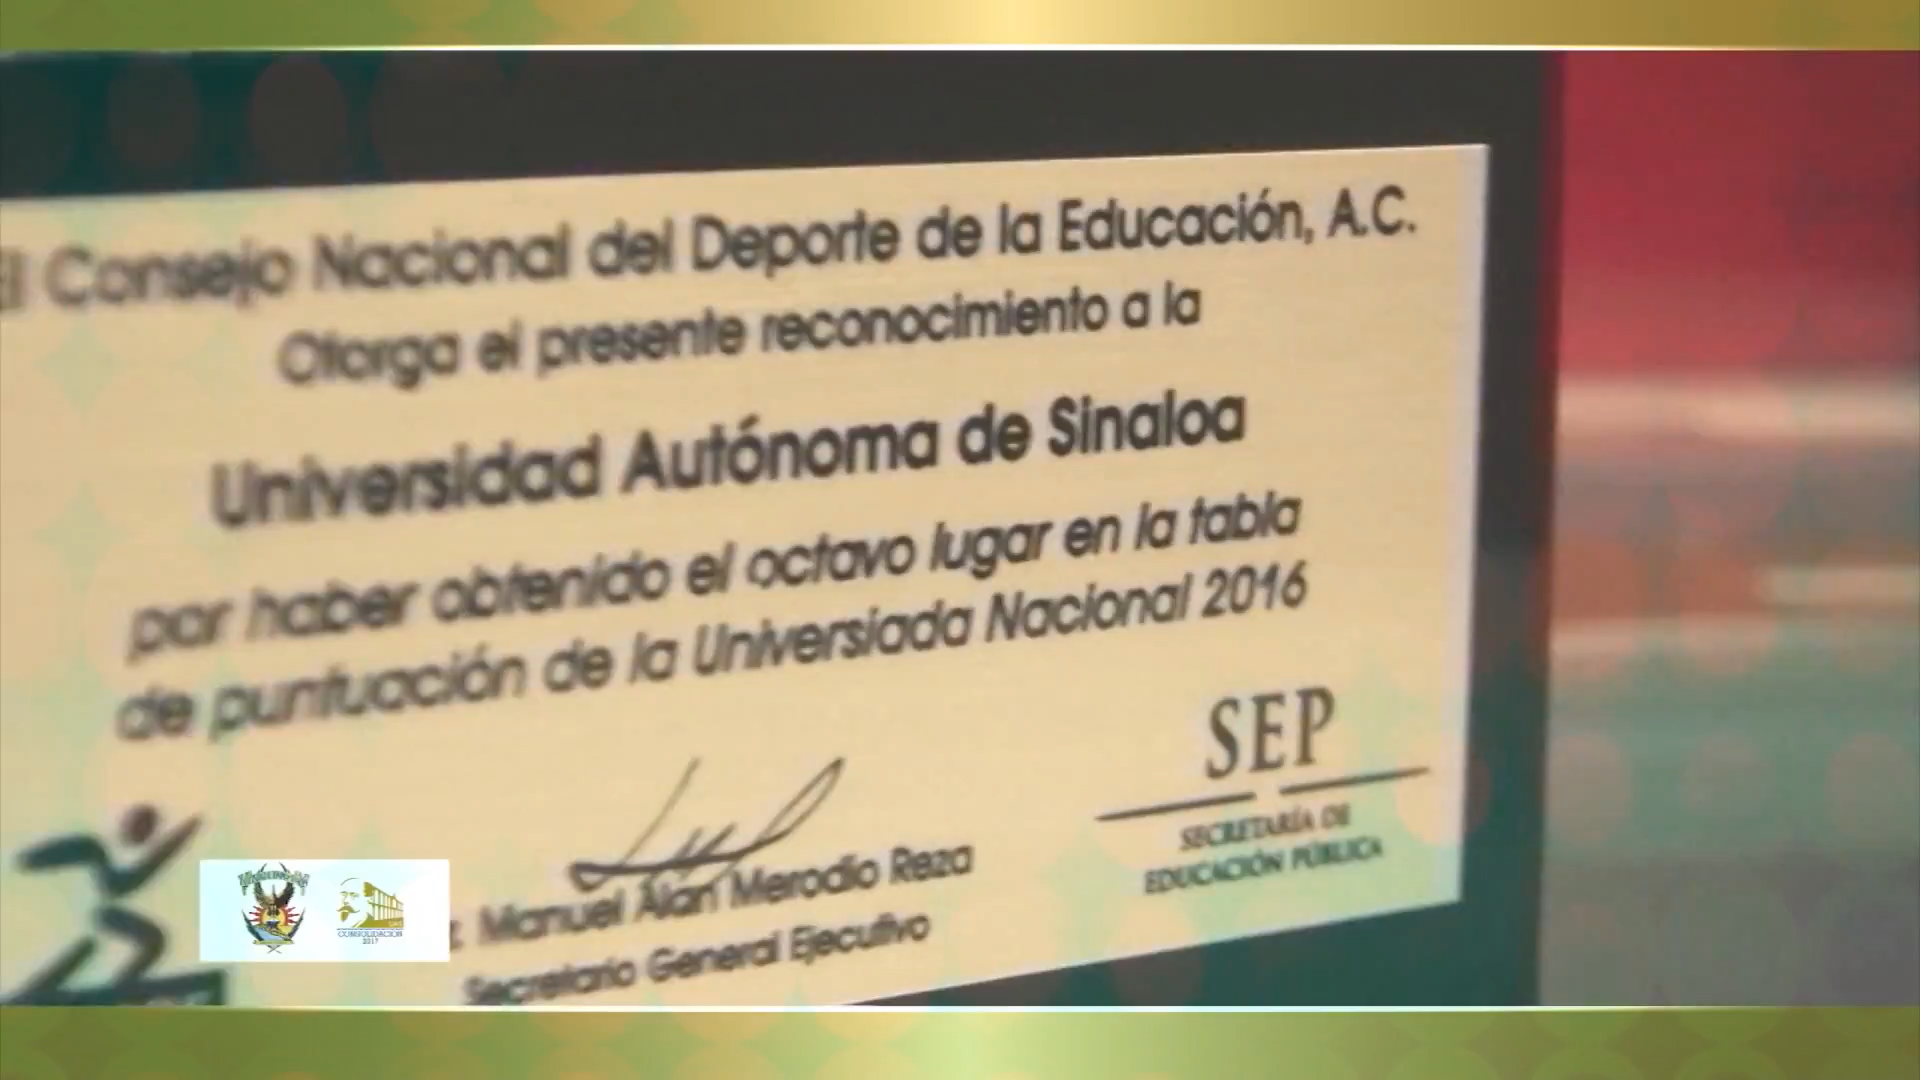 El Consejo Nacional del Deporte de la Educación, A.C.
Otorga el presente reconocimiento a la
Universidad Autónoma de Sinaloa
por haber obtenido el octavo lugar en la tabla
de puntuación de la Universiada Nacional 2016
SEP
SECRETARÍA DE
EDUCACIÓN PÚBLICA
Manuel Alan Merodio Reza
Secretario General Ejecutivo
CONSOLIDACIÓN
2017